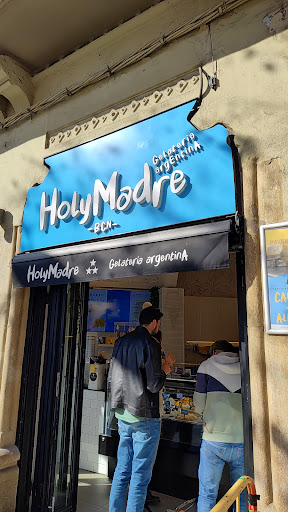 Gelateria
argEntinA
HolyMadre
-BCN-
HolyMadre Gelateria argentinA